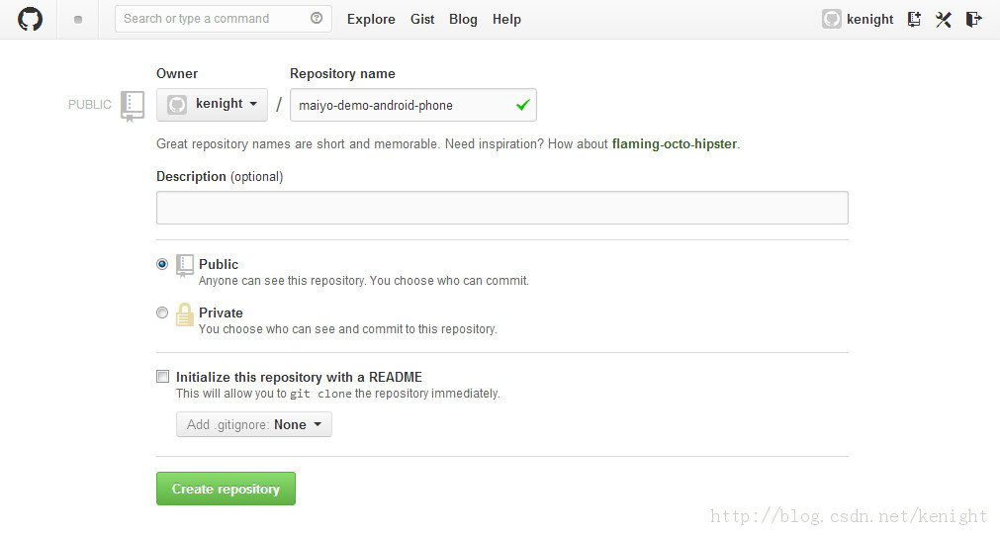 Search or type a command Explore Gist Blog Help kenight
Owner Repository name
PUBLIC kenight / maiyo-demo-android-phone
Great repository names are short and memorable. Need inspiration? How about flaming-octo-hipster.
Description (optional)
Public
Anyone can see this repository. You choose who can commit.
Private
You choose who can see and commit to this repository.
Initialize this repository with a README
This will allow you to git clone the repository immediately.
Add .gitignore: None
Create repository
http://blog.csdn.net/kenight